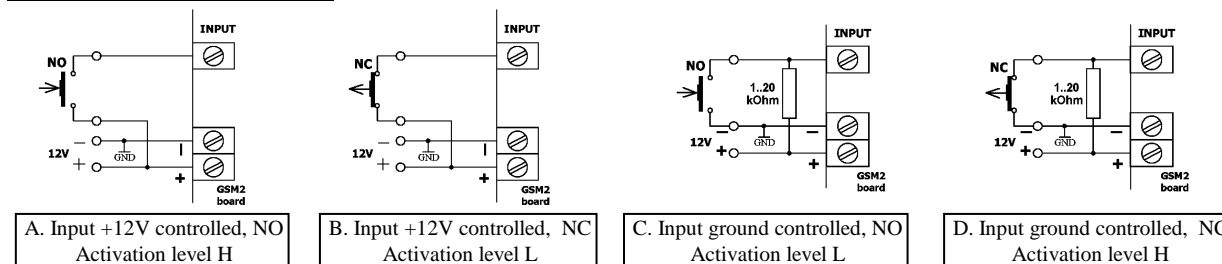 INPUT
NO
−
12V
+
GND
−
+
GSM2
board
A. Input +12V controlled, NO
Activation level H
INPUT
NC
−
12V
+
GND
−
+
GSM2
board
B. Input +12V controlled, NC
Activation level L
INPUT
NO
1..20
kOhm
−
12V
+
GND
−
+
GSM2
board
C. Input ground controlled, NO
Activation level L
INPUT
NC
1..20
kOhm
−
12V
+
GND
−
+
GSM2
board
D. Input ground controlled, NC
Activation level H